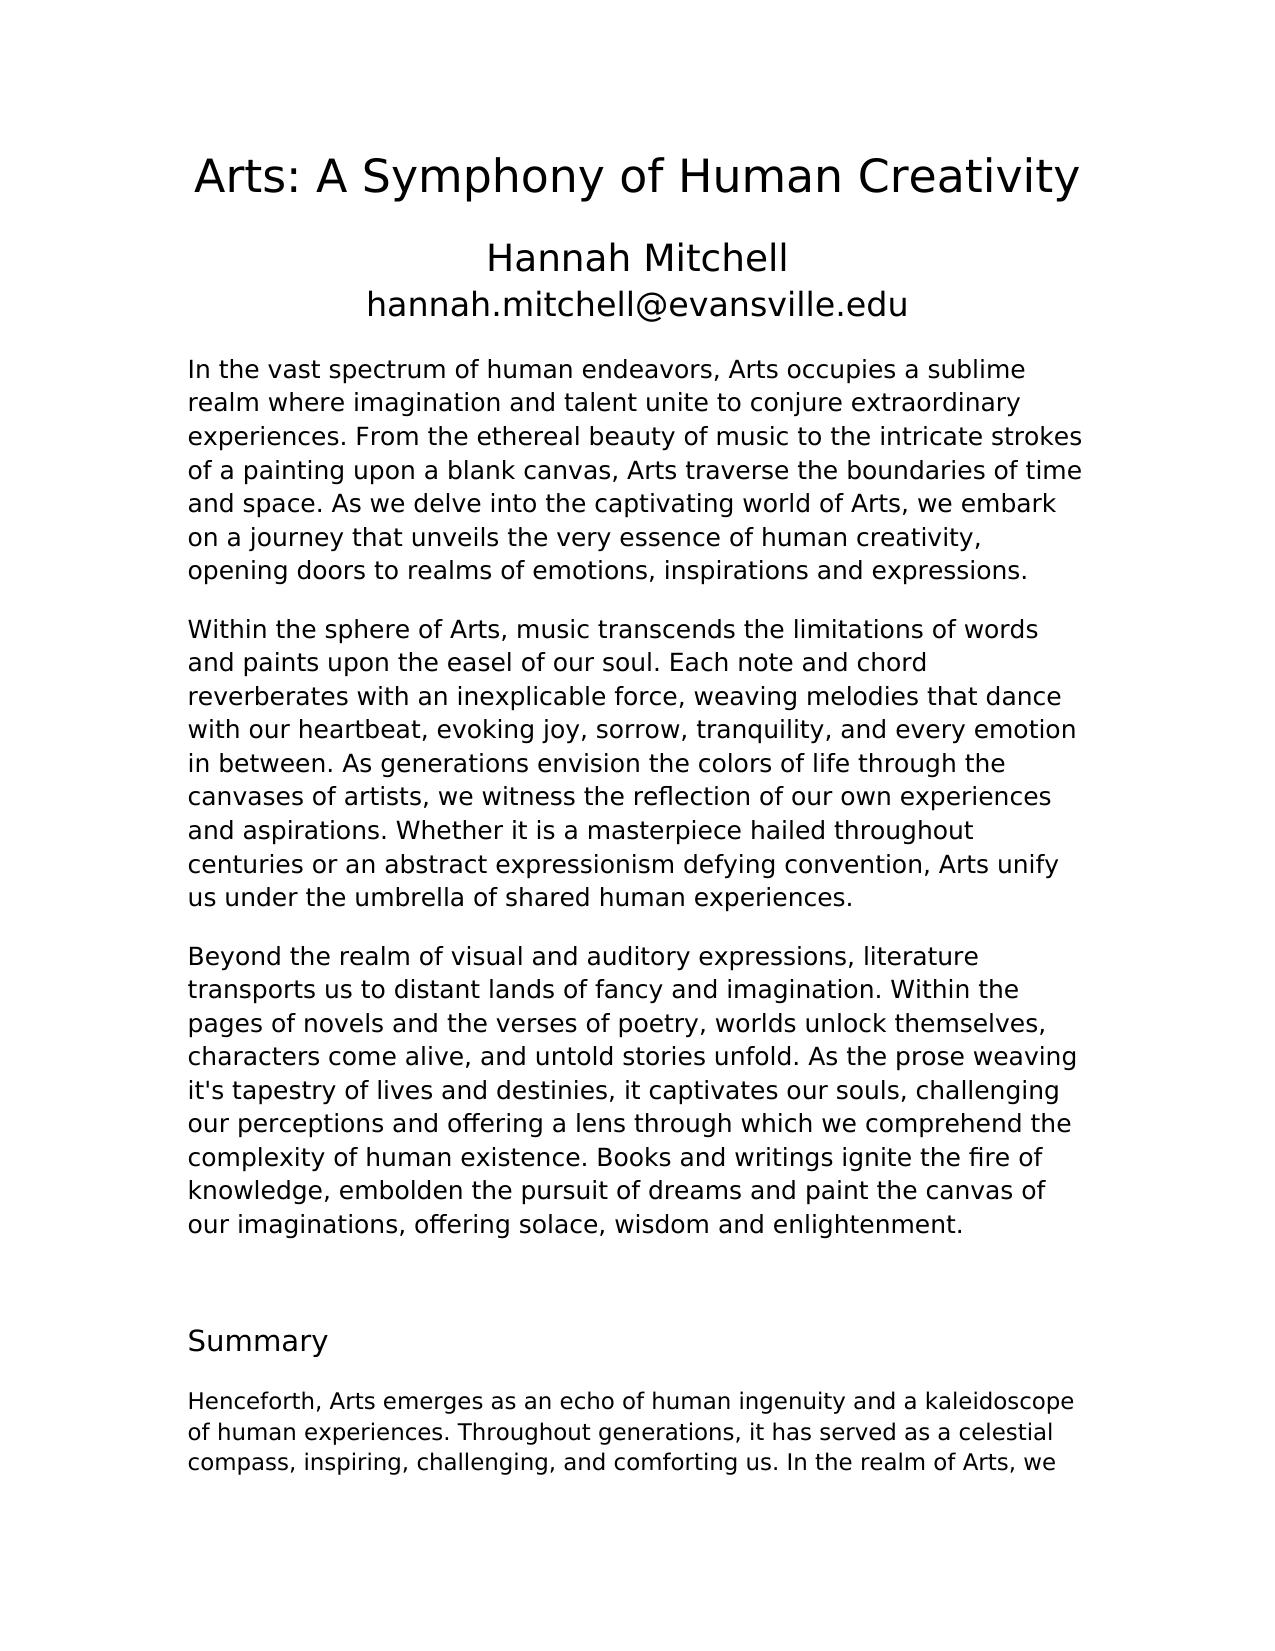 Arts: A Symphony of Human Creativity
Hannah Mitchell
hannah.mitchell@evansville.edu
In the vast spectrum of human endeavors, Arts occupies a sublime
realm where imagination and talent unite to conjure extraordinary
experiences. From the ethereal beauty of music to the intricate strokes
of a painting upon a blank canvas, Arts traverse the boundaries of time
and space. As we delve into the captivating world of Arts, we embark
on a journey that unveils the very essence of human creativity,
opening doors to realms of emotions, inspirations and expressions.
Within the sphere of Arts, music transcends the limitations of words
and paints upon the easel of our soul. Each note and chord
reverberates with an inexplicable force, weaving melodies that dance
with our heartbeat, evoking joy, sorrow, tranquility, and every emotion
in between. As generations envision the colors of life through the
canvases of artists, we witness the reflection of our own experiences
and aspirations. Whether it is a masterpiece hailed throughout
centuries or an abstract expressionism defying convention, Arts unify
us under the umbrella of shared human experiences.
Beyond the realm of visual and auditory expressions, literature
transports us to distant lands of fancy and imagination. Within the
pages of novels and the verses of poetry, worlds unlock themselves,
characters come alive, and untold stories unfold. As the prose weaving
it's tapestry of lives and destinies, it captivates our souls, challenging
our perceptions and offering a lens through which we comprehend the
complexity of human existence. Books and writings ignite the fire of
knowledge, embolden the pursuit of dreams and paint the canvas of
our imaginations, offering solace, wisdom and enlightenment.
Summary
Henceforth, Arts emerges as an echo of human ingenuity and a kaleidoscope
of human experiences. Throughout generations, it has served as a celestial
compass, inspiring, challenging, and comforting us. In the realm of Arts, we